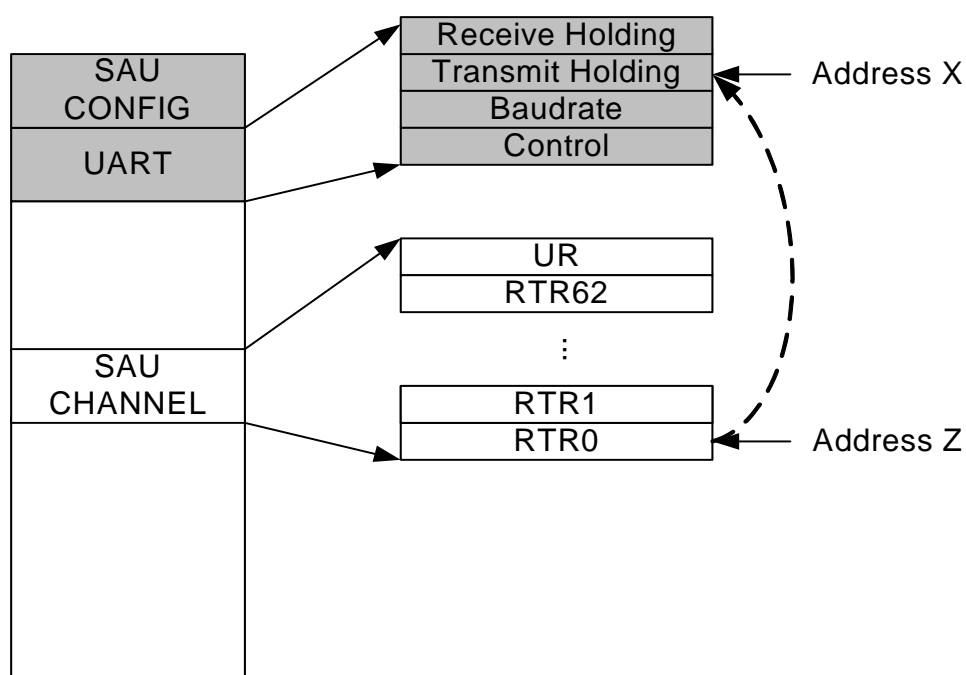 SAU
CONFIG
UART
SAU
CHANNEL
Receive Holding
Transmit Holding
Baudrate
Control
UR
RTR62
...
RTR1
RTR0
Address X
Address Z